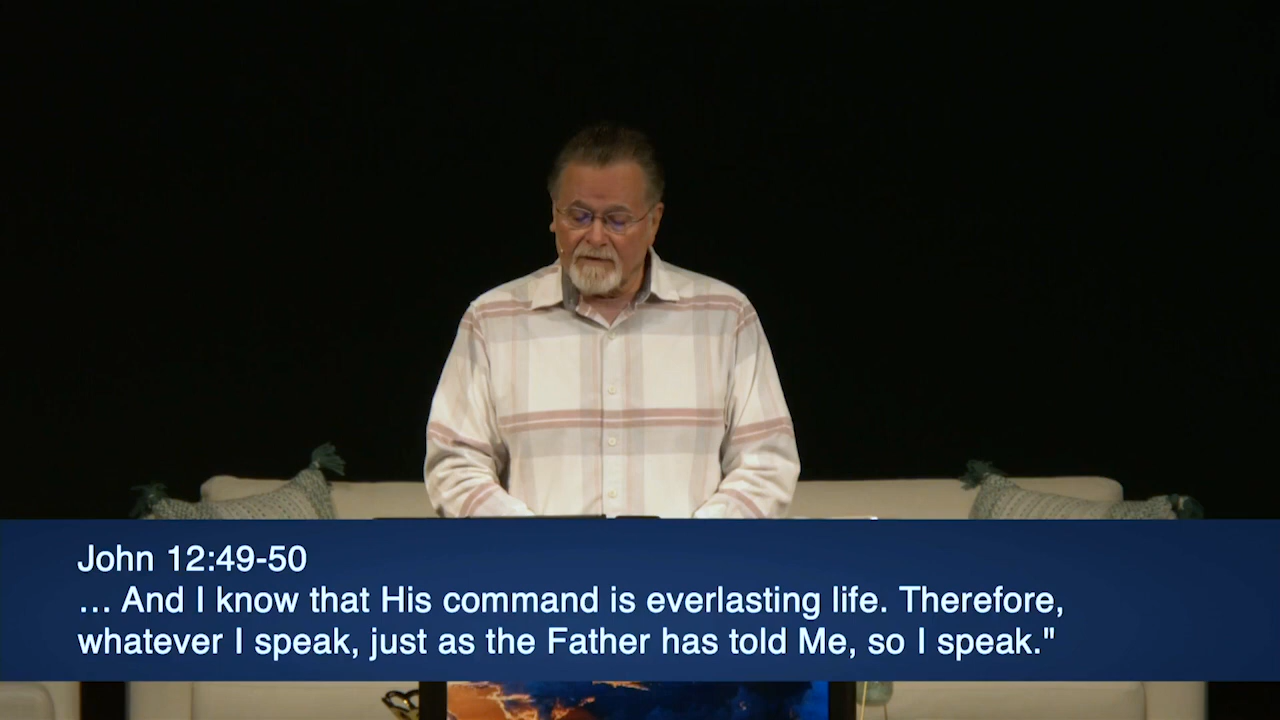 John 12:49-50
… And I know that His command is everlasting life. Therefore,
whatever I speak, just as the Father has told Me, so I speak."